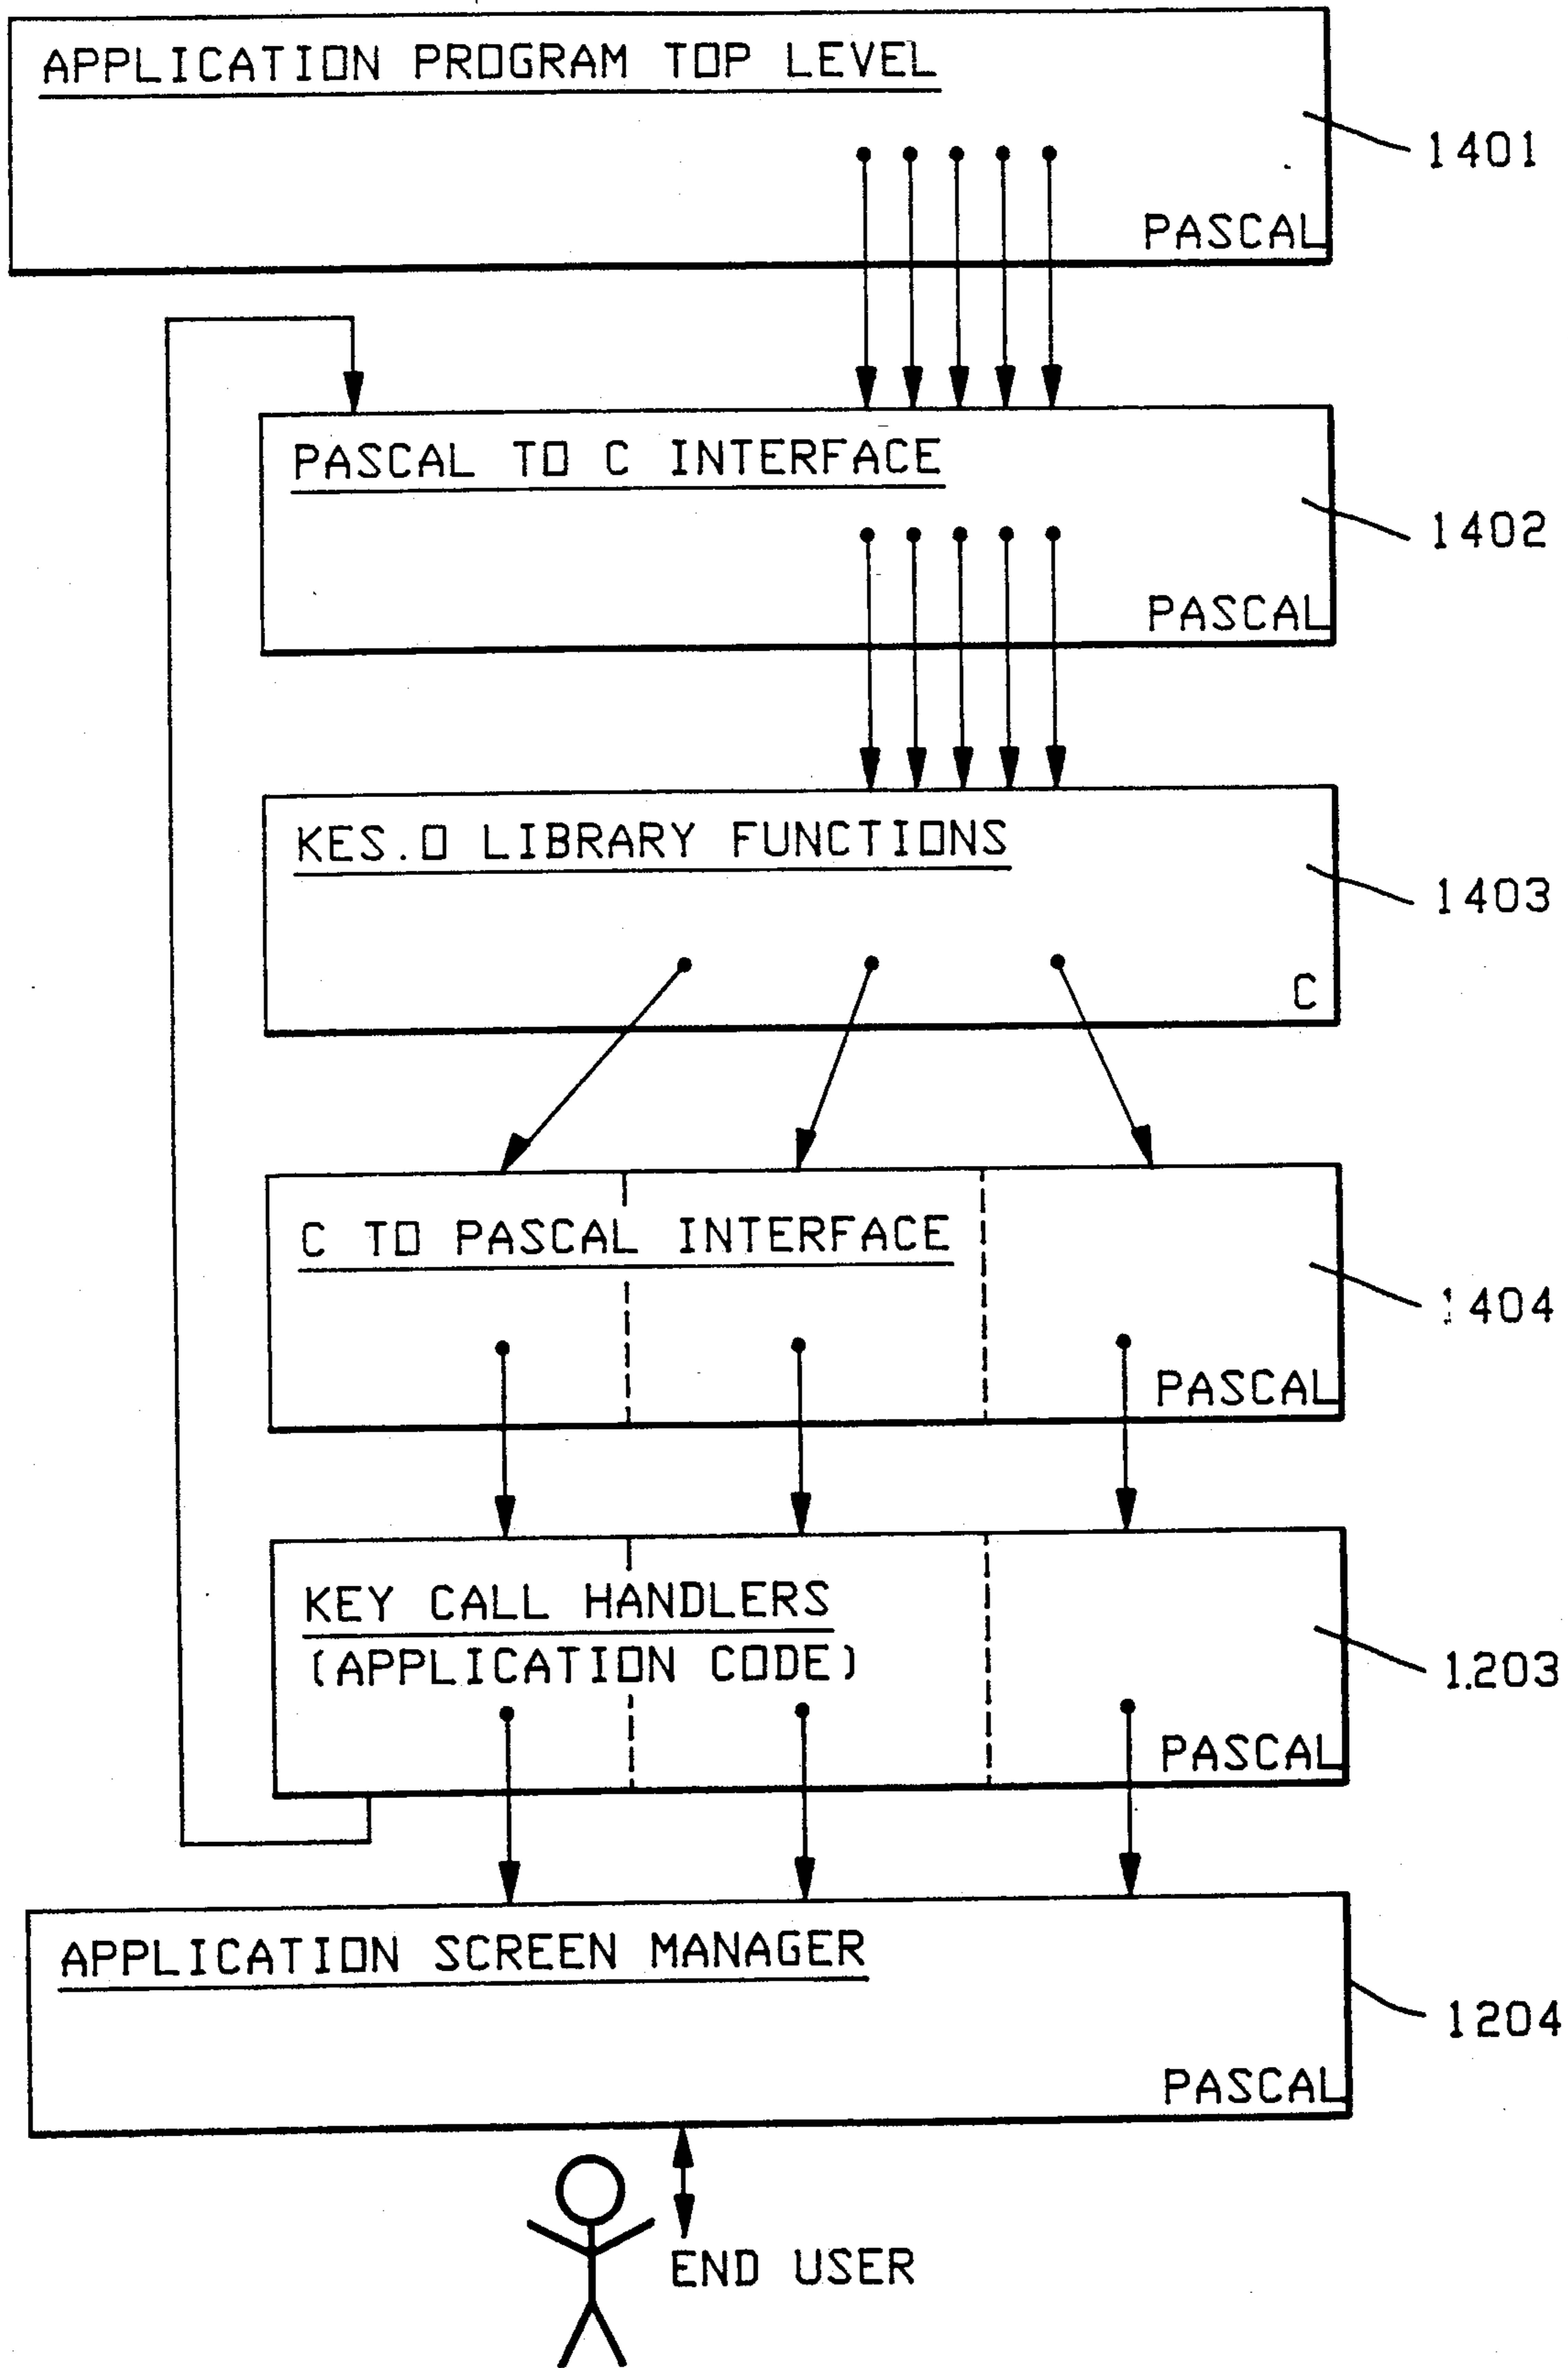 APPLICATION PROGRAM TOP LEVEL
1401
PASCAL
PASCAL TO C INTERFACE
1402
PASCAL
KES.O LIBRARY FUNCTIONS
1403
C
C TO PASCAL INTERFACE
1404
PASCAL
KEY CALL HANDLERS
(APPLICATION CODE)
1203
PASCAL
APPLICATION SCREEN MANAGER
1204
PASCAL
END USER